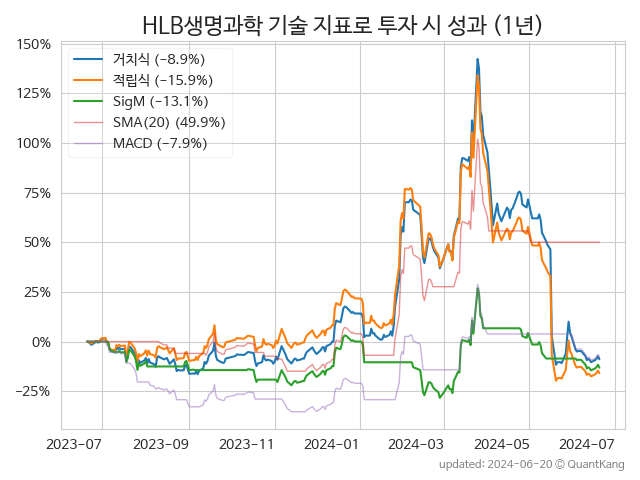 HLB생명과학 기술 지표로 투자 시 성과 (1년)
150%
125%
100%
75%
50%
25%
0%
−25%
거치식 (−8.9%)
적립식 (−15.9%)
SigM (−13.1%)
SMA(20) (49.9%)
MACD (−7.9%)
2023-07 2023-09 2023-11 2024-01 2024-03 2024-05 2024-07
updated: 2024-06-20 © QuantKang